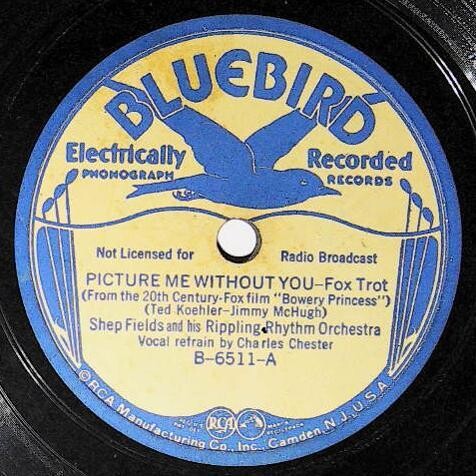 BLUEBIRD
Electrically Recorded
PHONOGRAPH RECORDS
Not Licensed for Radio Broadcast
PICTURE ME WITHOUT YOU-Fox Trot
(From the 20th Century-Fox film "Bowery Princess")
(Ted Koehler-Jimmy McHugh)
Shep Fields and his Rippling Rhythm Orchestra
Vocal refrain by Charles Chester
B-6511-A
RCA
©RCA Manufacturing Co., Inc., Camden, N.J., U.S.A.